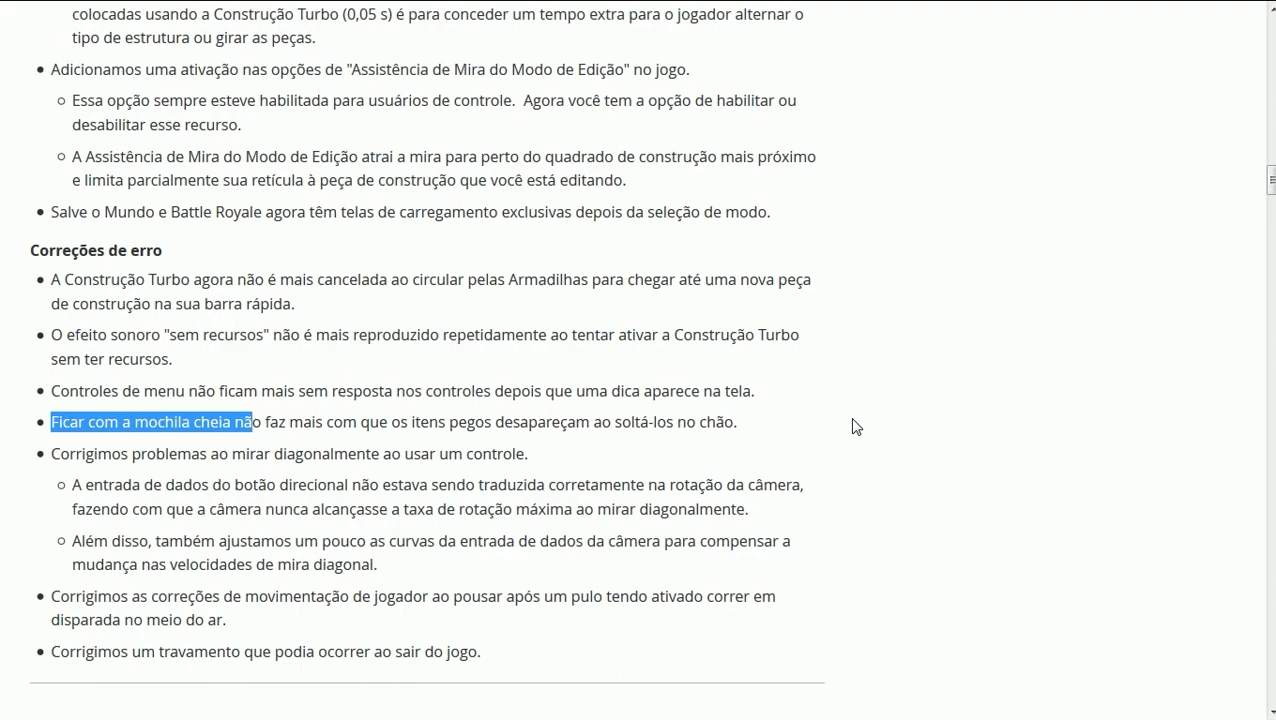 colocadas usando a Construção Turbo (0,05 s) é para conceder um tempo extra para o jogador alternar o
tipo de estrutura ou girar as peças.
Adicionamos uma ativação nas opções de "Assistência de Mira do Modo de Edição" no jogo.
Essa opção sempre esteve habilitada para usuários de controle.  Agora você tem a opção de habilitar ou
desabilitar esse recurso.
A Assistência de Mira do Modo de Edição atrai a mira para perto do quadrado de construção mais próximo
e limita parcialmente sua retícula à peça de construção que você está editando.
Salve o Mundo e Battle Royale agora têm telas de carregamento exclusivas depois da seleção de modo.
Correções de erro
A Construção Turbo agora não é mais cancelada ao circular pelas Armadilhas para chegar até uma nova peça
de construção na sua barra rápida.
O efeito sonoro "sem recursos" não é mais reproduzido repetidamente ao tentar ativar a Construção Turbo
sem ter recursos.
Controles de menu não ficam mais sem resposta nos controles depois que uma dica aparece na tela.
Ficar com a mochila cheia não faz mais com que os itens pegos desapareçam ao soltá-los no chão.
Corrigimos problemas ao mirar diagonalmente ao usar um controle.
A entrada de dados do botão direcional não estava sendo traduzida corretamente na rotação da câmera,
fazendo com que a câmera nunca alcançasse a taxa de rotação máxima ao mirar diagonalmente.
Além disso, também ajustamos um pouco as curvas da entrada de dados da câmera para compensar a
mudança nas velocidades de mira diagonal.
Corrigimos as correções de movimentação de jogador ao pousar após um pulo tendo ativado correr em
disparada no meio do ar.
Corrigimos um travamento que podia ocorrer ao sair do jogo.